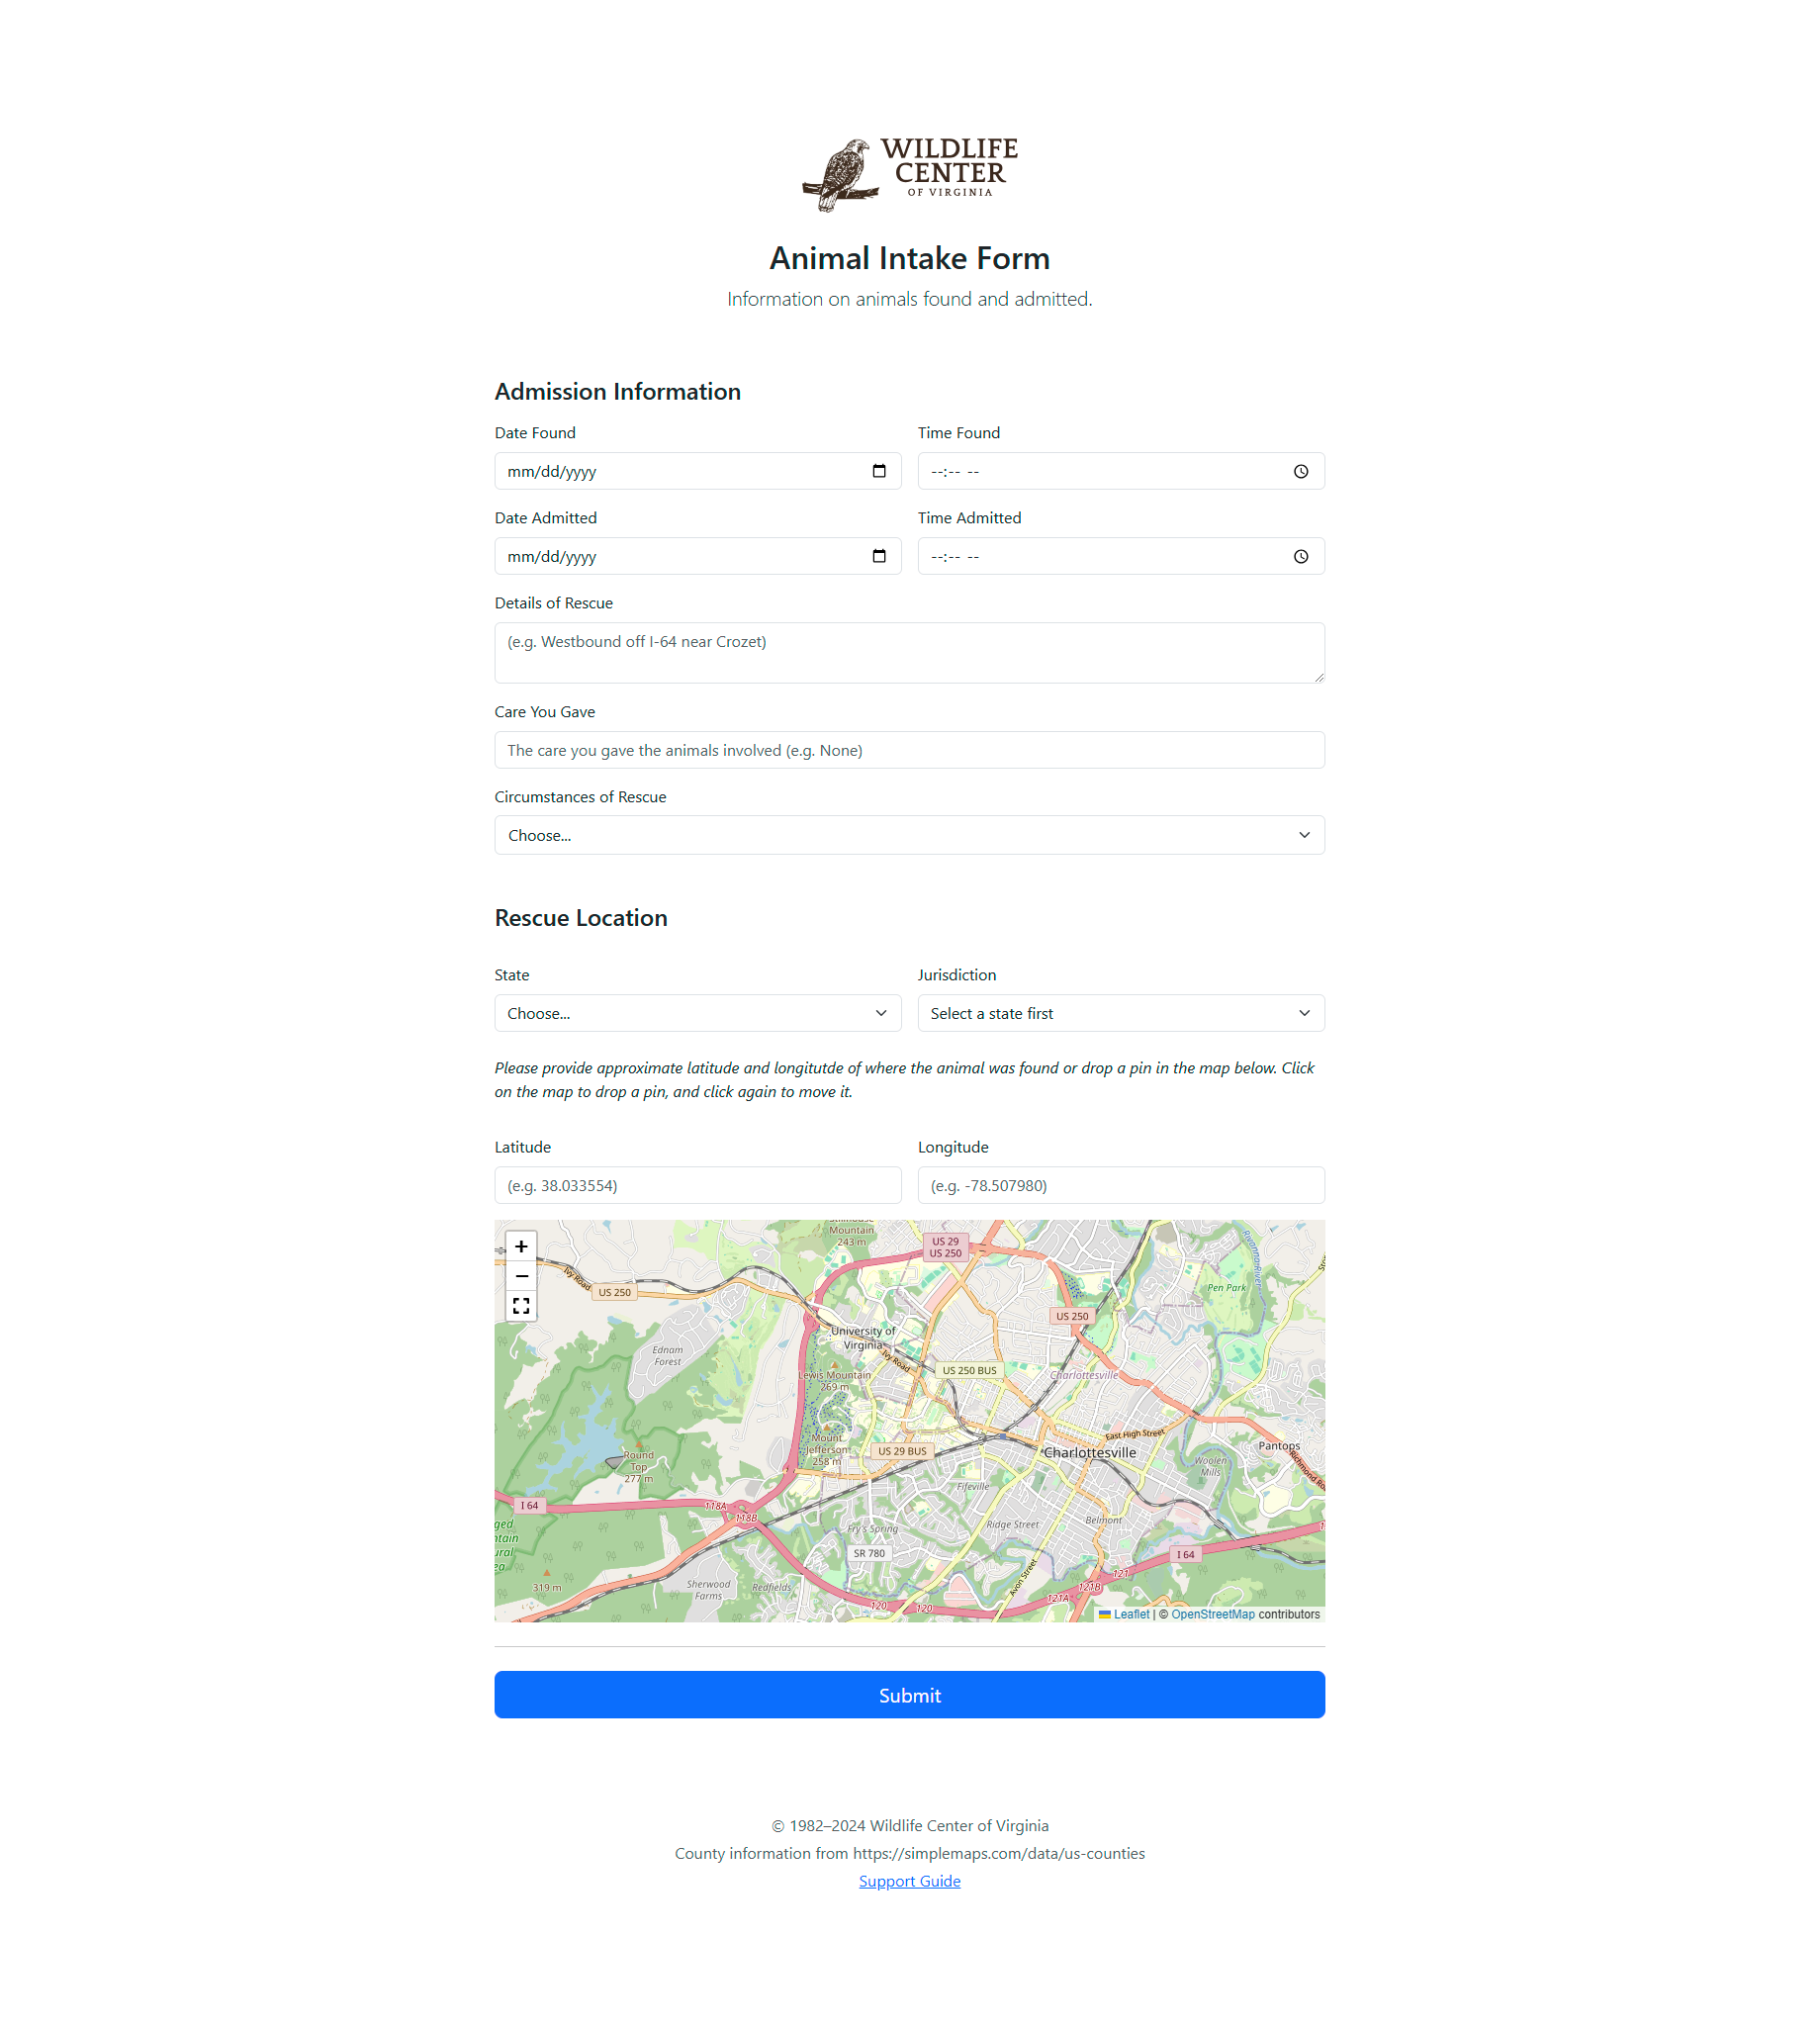 WILDLIFE
CENTER
OF VIRGINIA
Animal Intake Form
Information on animals found and admitted.
Admission Information
Date Found
Time Found
mm/dd/yyyy
--:-- --
Date Admitted
Time Admitted
mm/dd/yyyy
--:-- --
Details of Rescue
(e.g. Westbound off I-64 near Crozet)
Care You Gave
The care you gave the animals involved (e.g. None)
Circumstances of Rescue
Choose...
Rescue Location
State
Jurisdiction
Choose...
Select a state first
Please provide approximate latitude and longitutde of where the animal was found or drop a pin in the map below. Click
on the map to drop a pin, and click again to move it.
Latitude
Longitude
(e.g. 38.033554)
(e.g. -78.507980)
+
−
Mountain
243 m
US 29
US 250
Ivy Road
US 250
Rivanna River
Pen Park
US 250
University of
Virginia
Ivy Road
Ednam
Forest
US 250 BUS
Charlottesville
Lewis Mountain
269 m
Mount
Jefferson
258 m
US 29 BUS
East High Street
Charlottesville
Pantops
Richmond
Round
Top
277 m
Woolen
Mills
Fifeville
I 64
118A
118B
Fry's Spring
Ridge Street
Belmont
SR 780
I 64
319 m
Sherwood
Farms
Redfields
Avon Street
121
121B
121A
120
120
Leaflet | © OpenStreetMap contributors
Submit
© 1982–2024 Wildlife Center of Virginia
County information from https://simplemaps.com/data/us-counties
Support Guide